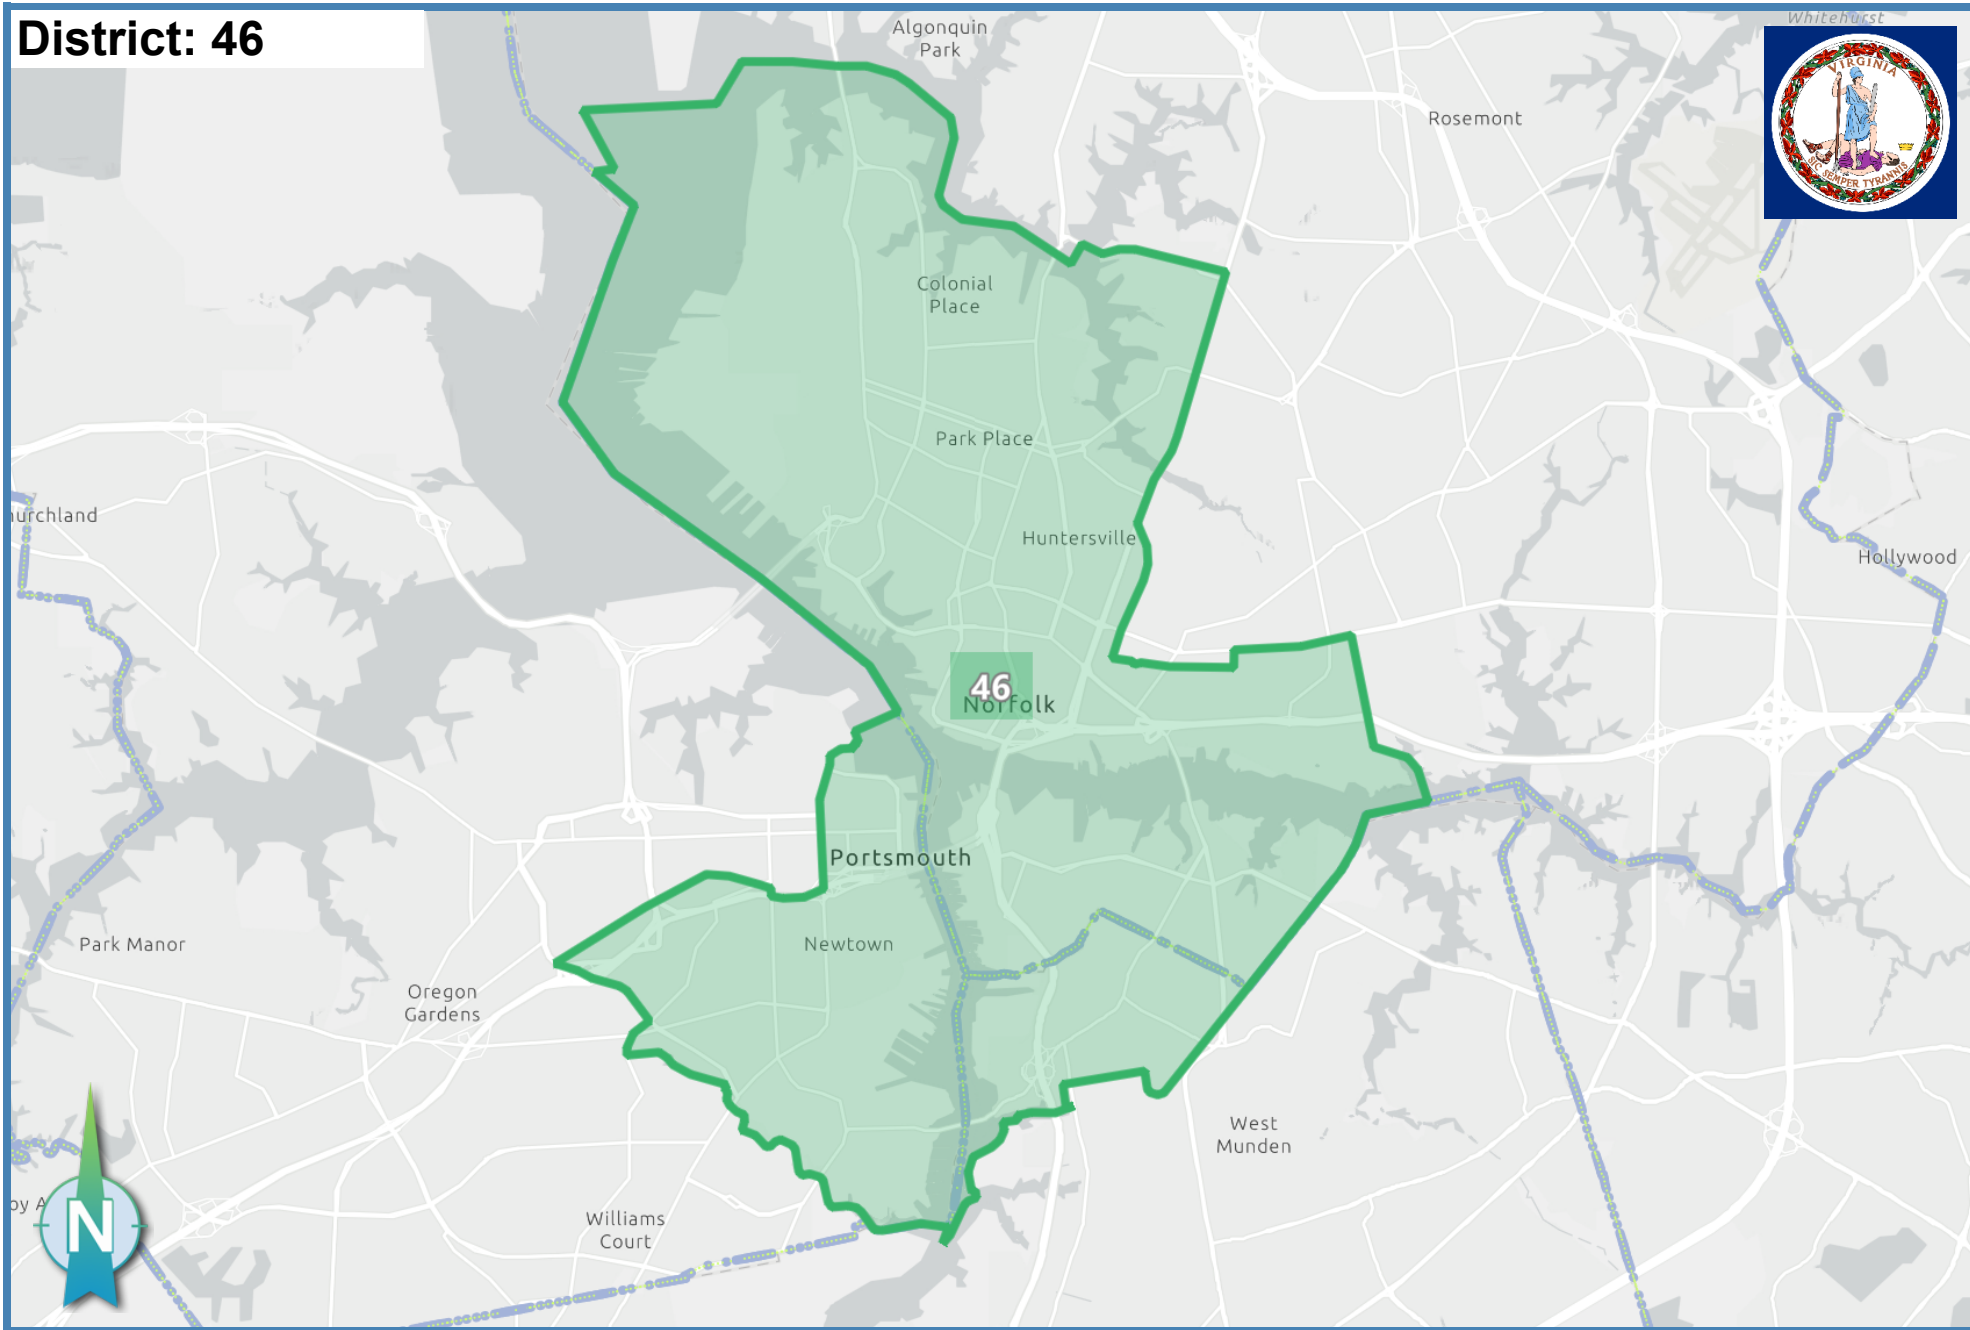 District: 46
Algonquin
Park
Whitehurst
VIRGINIA
SIC SEMPER TYRANNIS
Rosemont
Colonial
Place
Park Place
Huntersville
urchland
Hollywood
46
Norfolk
Portsmouth
Newtown
Park Manor
Oregon
Gardens
West
Munden
Williams
Court
oy A
N